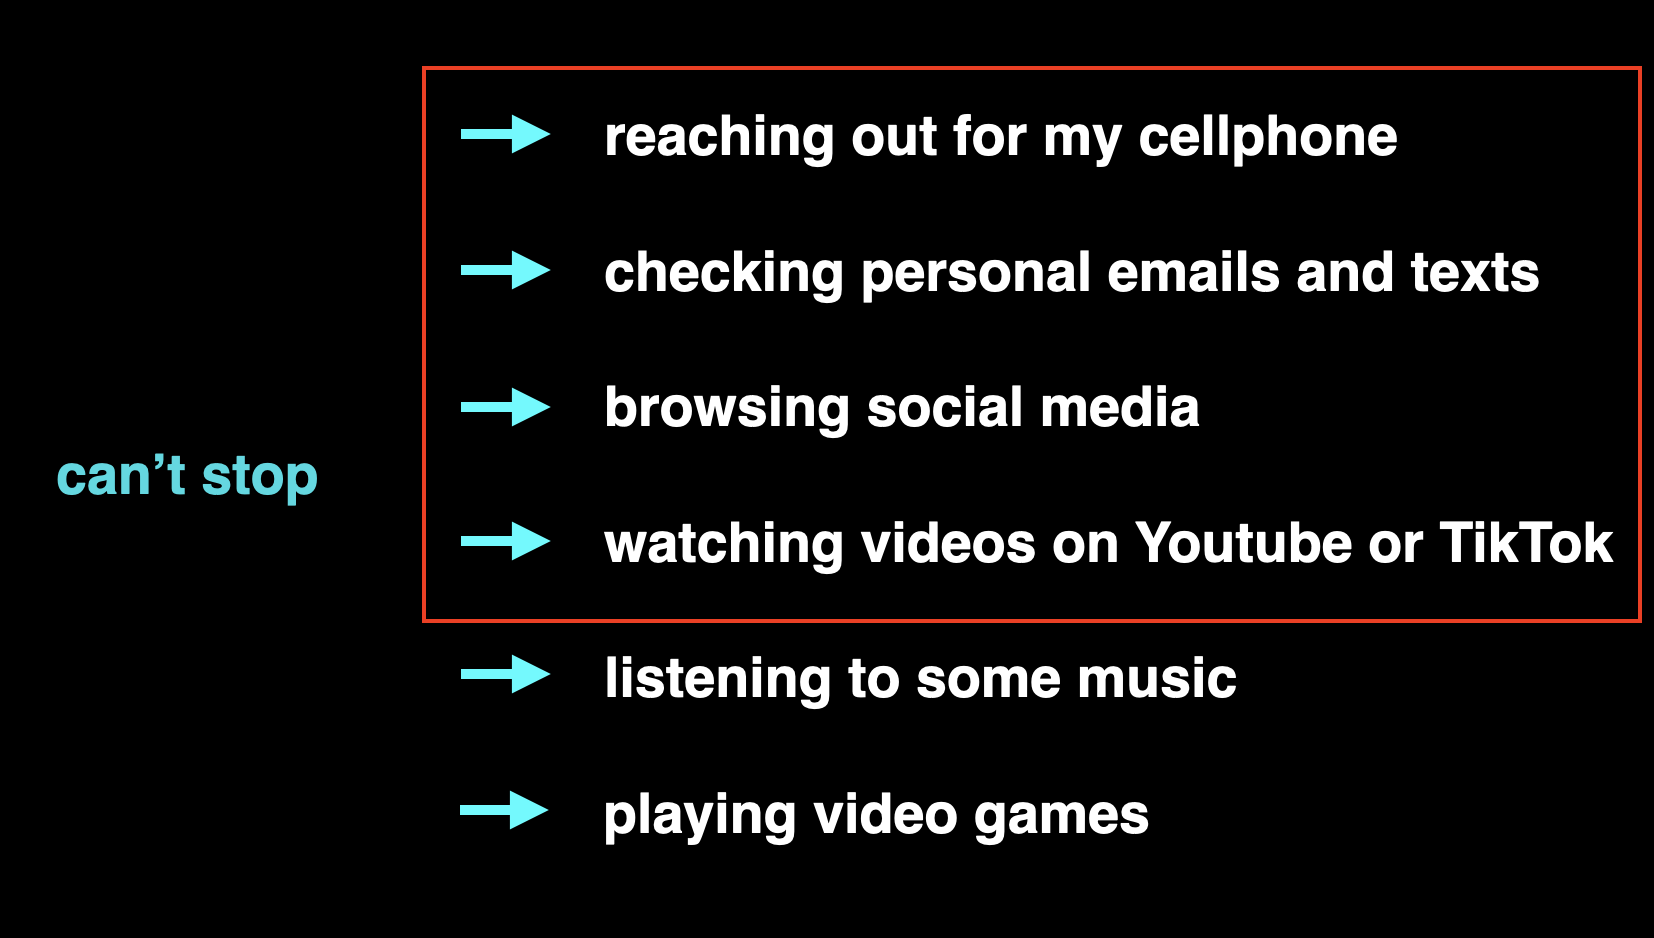 reaching out for my cellphone
checking personal emails and texts
browsing social media
can’t stop
watching videos on Youtube or TikTok
listening to some music
playing video games